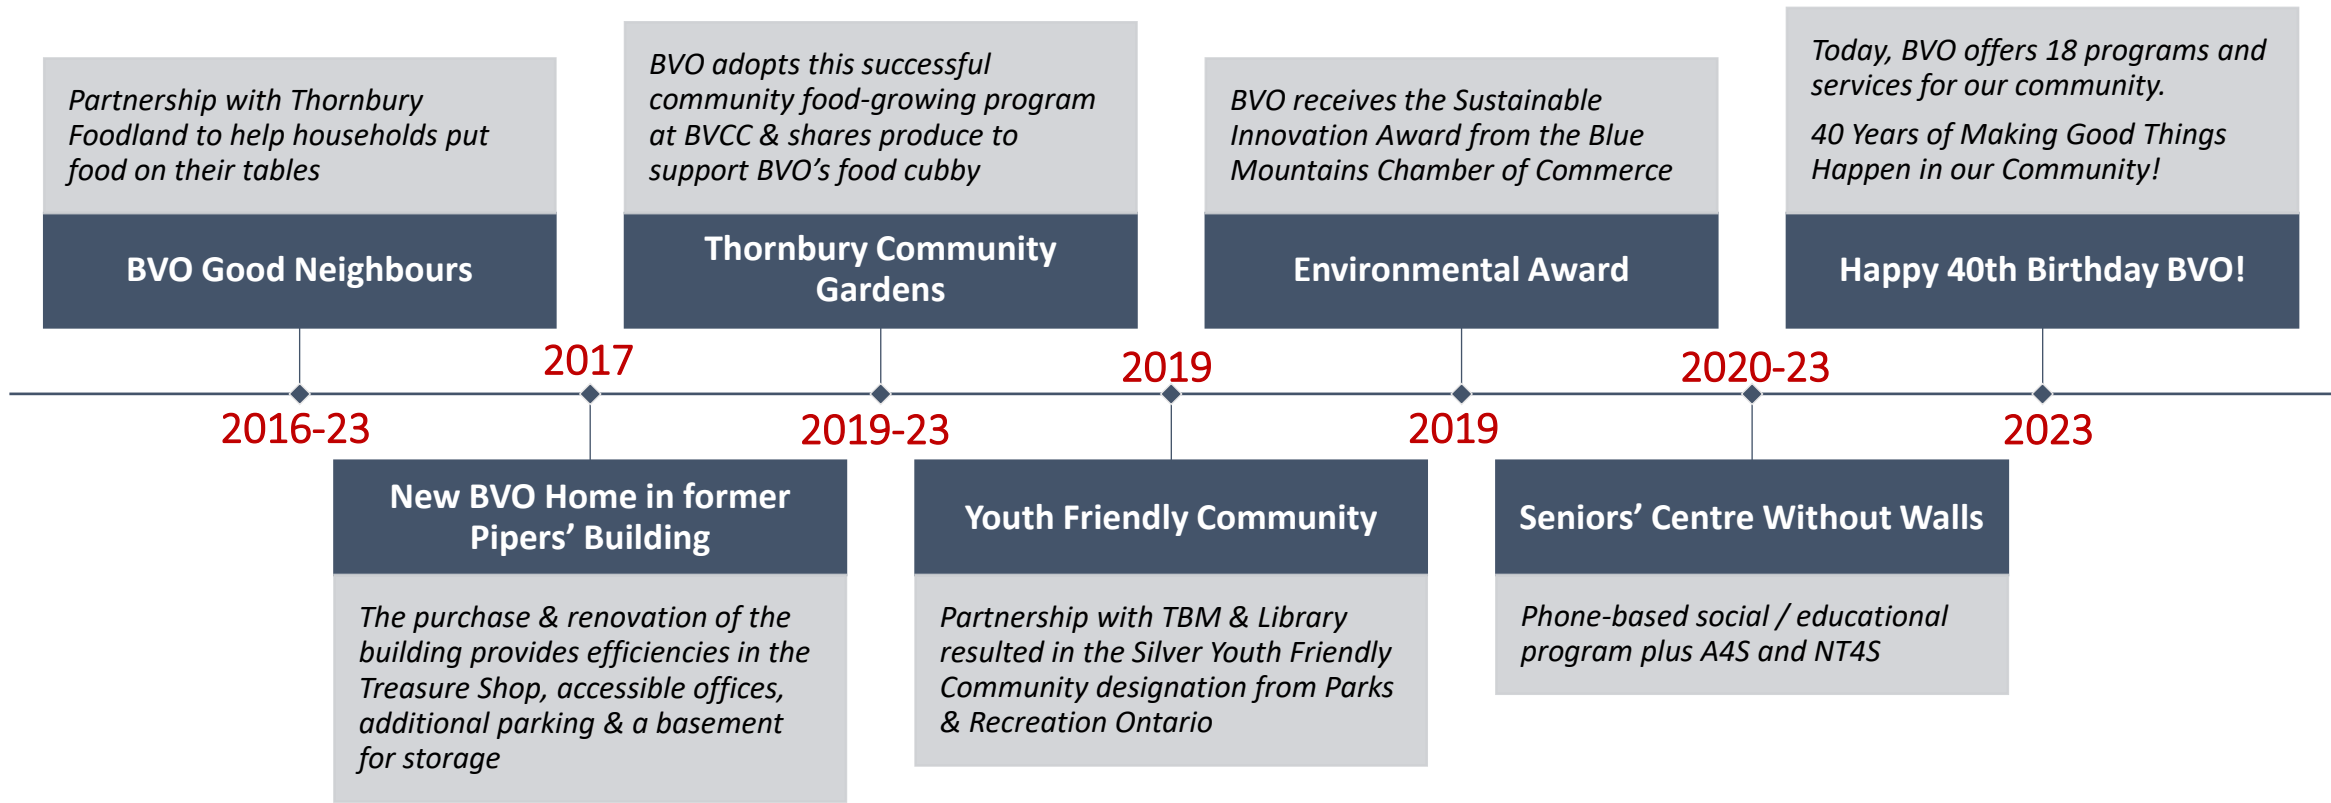 Partnership with Thornbury
Foodland to help households put
food on their tables
BVO Good Neighbours
2016-23
2017
New BVO Home in former
Pipers’ Building
The purchase & renovation of the
building provides efficiencies in the
Treasure Shop, accessible offices,
additional parking & a basement
for storage
BVO adopts this successful
community food-growing program
at BVCC & shares produce to
support BVO’s food cubby
Thornbury Community
Gardens
2019-23
2019
Youth Friendly Community
Partnership with TBM & Library
resulted in the Silver Youth Friendly
Community designation from Parks
& Recreation Ontario
BVO receives the Sustainable
Innovation Award from the Blue
Mountains Chamber of Commerce
Environmental Award
2019
2020-23
Seniors’ Centre Without Walls
Phone-based social / educational
program plus A4S and NT4S
Today, BVO offers 18 programs and
services for our community.
40 Years of Making Good Things
Happen in our Community!
Happy 40th Birthday BVO!
2023